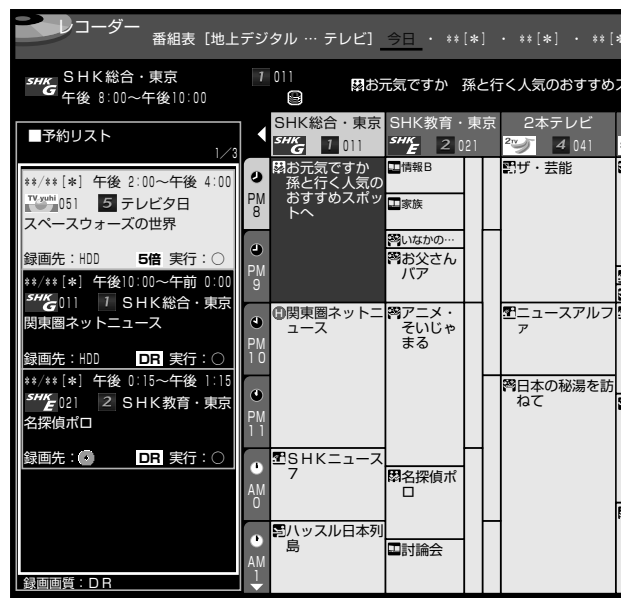 レコーダー
番組表 [地上デジタル … テレビ] 今日 ・ ** [*] ・ ** [*] ・ ** [*
SHK G SHK総合・東京
午後 8:00～午後10:00
1 011
お元気ですか 孫と行く人気のおすすめス
■予約リスト
1/3
**/** [*] 午後 2:00～午後 4:00
TV yuhi 051 5 テレビタ日
スペースウォーズの世界
録画先：HDD 5倍 実行：○
**/** [*] 午後10:00～午前 0:00
SHK G 011 1 SHK総合・東京
関東圏ネットニュース
録画先：HDD DR 実行：○
**/** [*] 午後 0:15～午後 1:15
SHK E 021 2 SHK教育・東京
名探偵ポロ
録画先： DR 実行：○
録画画質：DR
SHK総合・東京 SHK教育・東京 2本テレビ
SHK G 1 011 SHK E 2 021 2TV 4 041
PM 8
PM 9
PM 10
PM 11
AM 0
AM 1
お元気ですか
孫と行く人気の
おすすめスポッ
トへ
関東圏ネットニ
ュース
SHKニュース
7
ハッスル日本列
島
情報B
家族
いなかの…
お父さん
バア
アニメ・
そいじゃ
まる
名探偵ポ
ロ
討論会
ザ・芸能
ニュースアルフ
ァ
日本の秘湯を訪
ねて